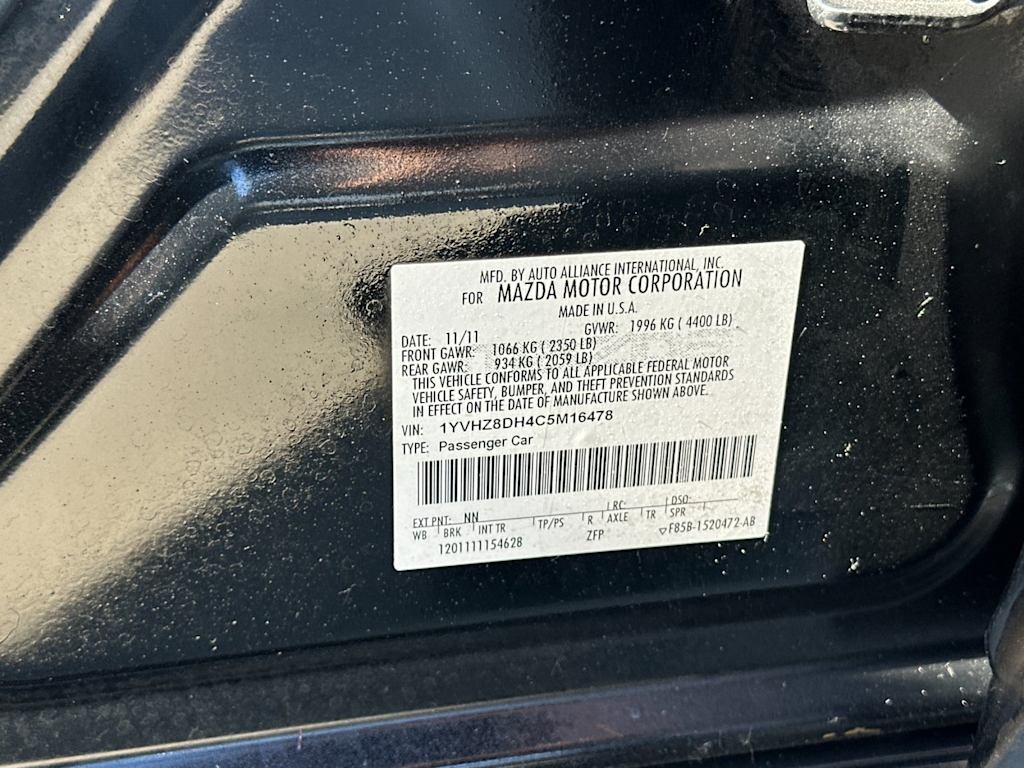 MFD. BY AUTO ALLIANCE INTERNATIONAL, INC.
FOR MAZDA MOTOR CORPORATION
MADE IN U.S.A.
DATE: 11/11 GVWR: 1996 KG ( 4400 LB)
FRONT GAWR: 1066 KG ( 2350 LB)
REAR GAWR: 934 KG ( 2059 LB)
THIS VEHICLE CONFORMS TO ALL APPLICABLE FEDERAL MOTOR
VEHICLE SAFETY, BUMPER, AND THEFT PREVENTION STANDARDS
IN EFFECT ON THE DATE OF MANUFACTURE SHOWN ABOVE.
VIN: 1YVHZ8DH4C5M16478
TYPE: Passenger Car
EXT PNT: NN RC: DSO:
WB BRK INT TR TP/PS R AXLE TR SPR
120111154628 ZFP F85B-1520472-AB